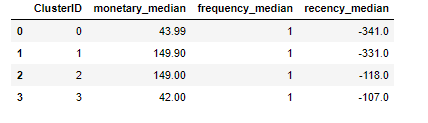 ClusterID monetary_median frequency_median recency_median
0 0 43.99 1 -341.0
1 1 149.90 1 -331.0
2 2 149.00 1 -118.0
3 3 42.00 1 -107.0